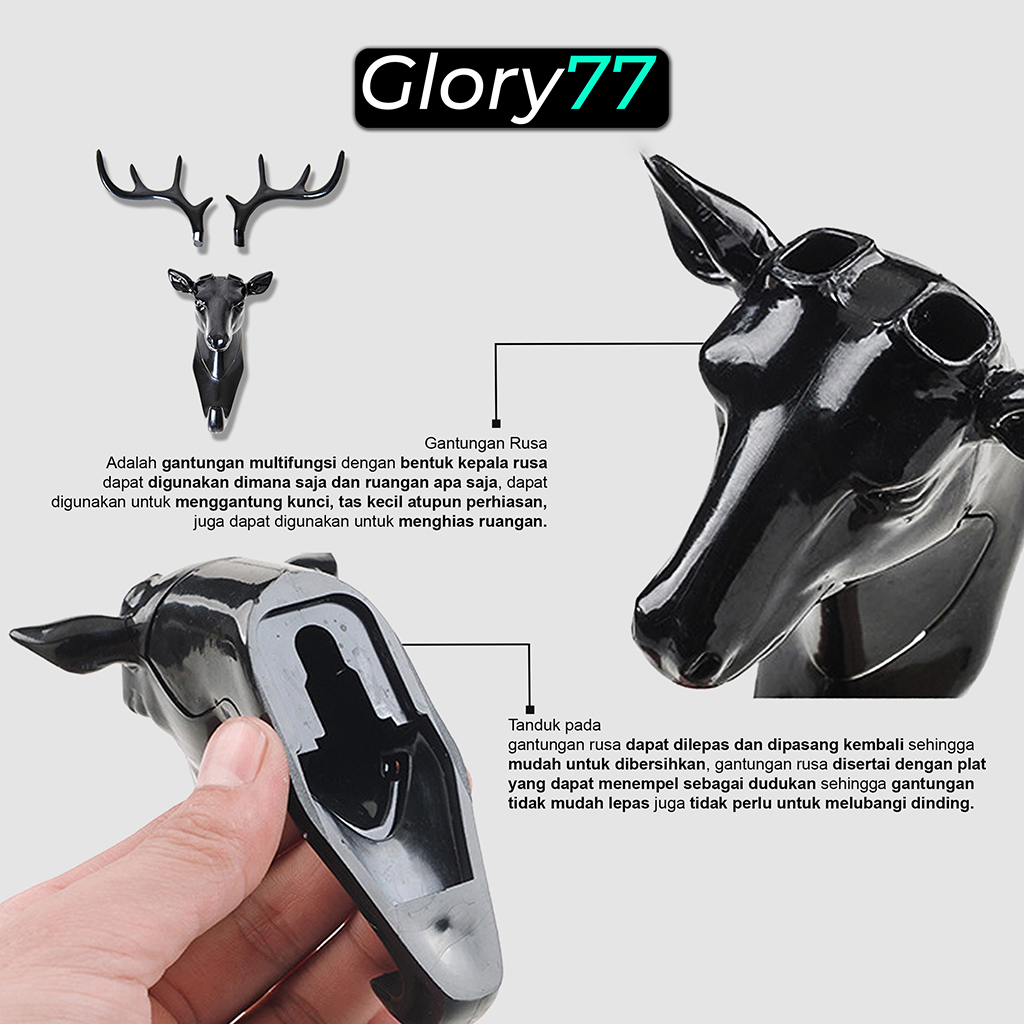 Glory77
Gantungan Rusa
Adalah gantungan multifungsi dengan bentuk kepala rusa
dapat digunakan dimana saja dan ruangan apa saja, dapat
digunakan untuk menggantung kunci, tas kecil atupun perhiasan,
juga dapat digunakan untuk menghias ruangan.
Tanduk pada
gantungan rusa dapat dilepas dan dipasang kembali sehingga
mudah untuk dibersihkan, gantungan rusa disertai dengan plat
yang dapat menempel sebagai dudukan sehingga gantungan
tidak mudah lepas juga tidak perlu untuk melubangi dinding.